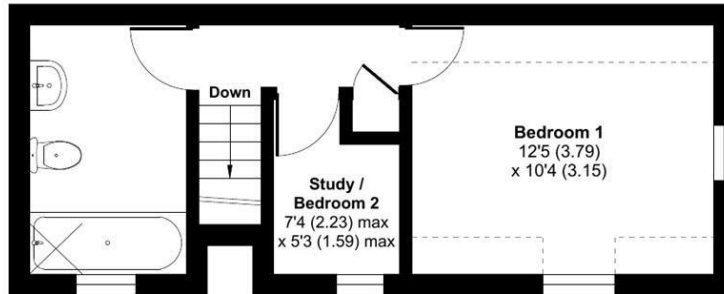 Down
Bedroom 1
12'5 (3.79)
x 10'4 (3.15)
Study /
Bedroom 2
7'4 (2.23) max
x 5'3 (1.59) max